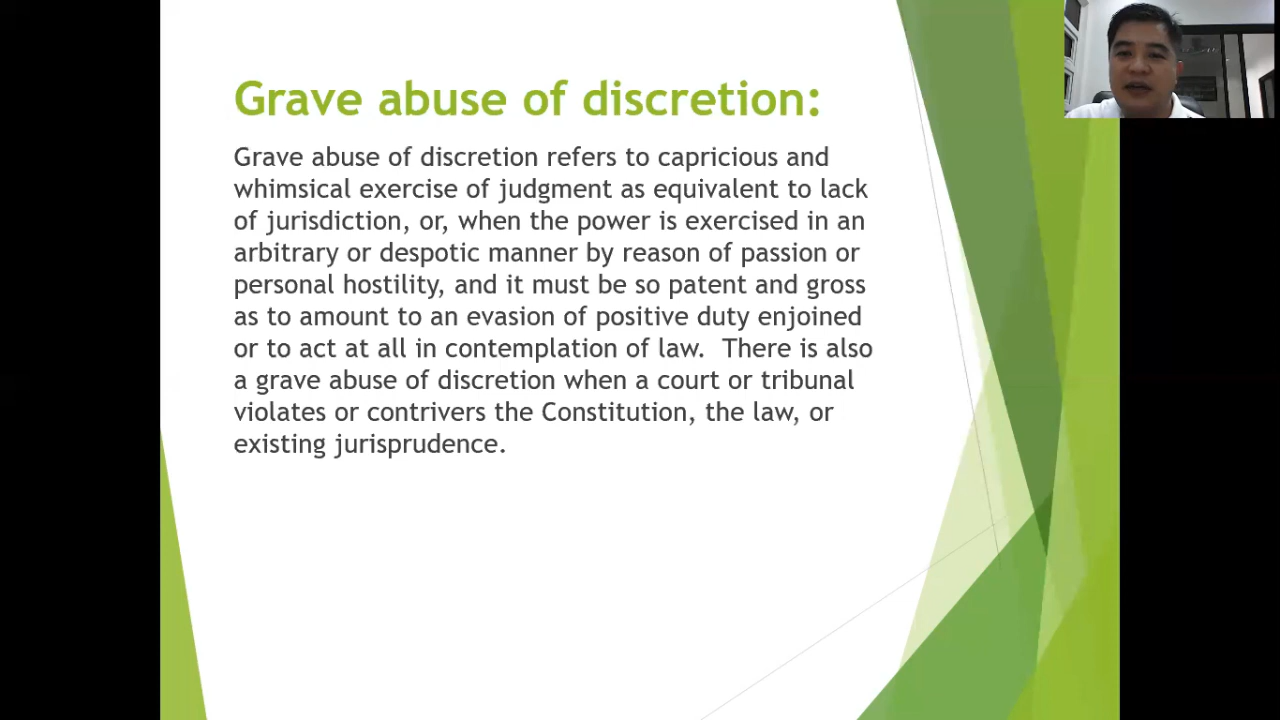 Grave abuse of discretion:
Grave abuse of discretion refers to capricious and
whimsical exercise of judgment as equivalent to lack
of jurisdiction, or, when the power is exercised in an
arbitrary or despotic manner by reason of passion or
personal hostility, and it must be so patent and gross
as to amount to an evasion of positive duty enjoined
or to act at all in contemplation of law.  There is also
a grave abuse of discretion when a court or tribunal
violates or contrivers the Constitution, the law, or
existing jurisprudence.